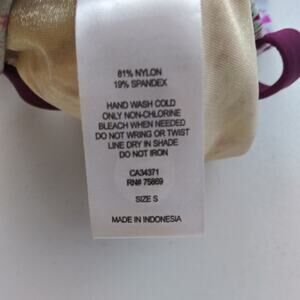 81% NYLON
19% SPANDEX
HAND WASH COLD
ONLY NON-CHLORINE
BLEACH WHEN NEEDED
DO NOT WRING OR TWIST
LINE DRY IN SHADE
DO NOT IRON
CA34371
RN# 75869
SIZE S
MADE IN INDONESIA